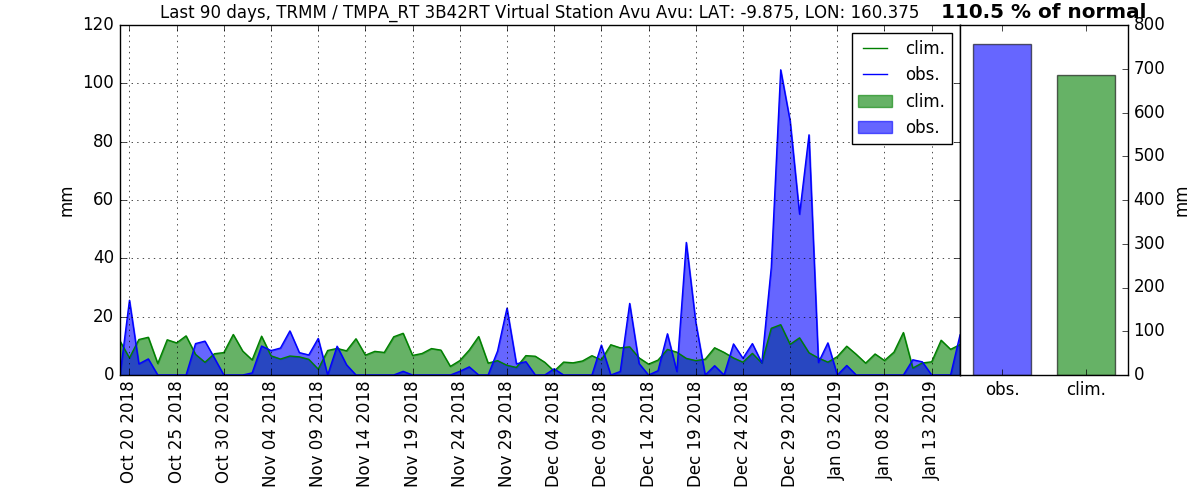 Last 90 days, TRMM / TMPA_RT 3B42RT Virtual Station Avu Avu: LAT: -9.875, LON: 160.375
110.5 % of normal
120
100
80
60
40
20
0
mm
clim.
obs.
clim.
obs.
800
700
600
500
400
300
200
100
0
mm
obs.
clim.
Oct 20 2018
Oct 25 2018
Oct 30 2018
Nov 04 2018
Nov 09 2018
Nov 14 2018
Nov 19 2018
Nov 24 2018
Nov 29 2018
Dec 04 2018
Dec 09 2018
Dec 14 2018
Dec 19 2018
Dec 24 2018
Dec 29 2018
Jan 03 2019
Jan 08 2019
Jan 13 2019